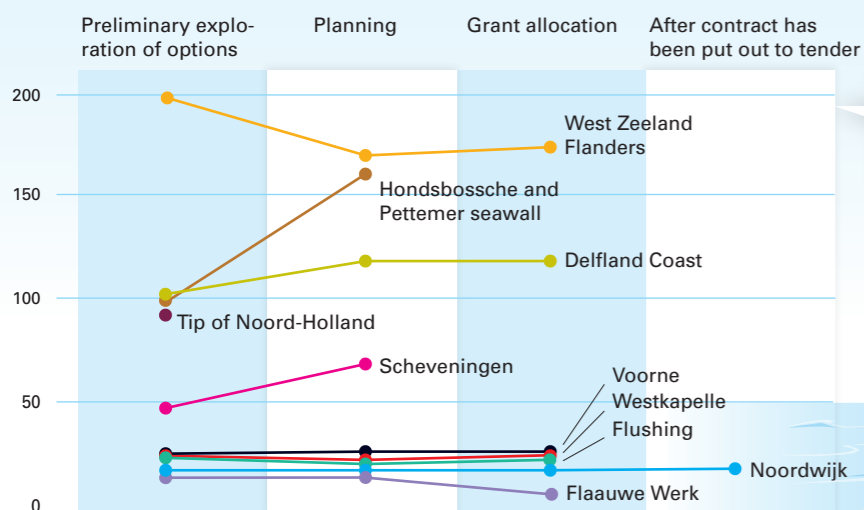 Preliminary explo-
ration of options
Planning
Grant allocation
After contract has
been put out to tender
200
150
100
50
0
West Zeeland
Flanders
Hondsbossche and
Pettemer seawall
Delfland Coast
Tip of Noord-Holland
Scheveningen
Voorne
Westkapelle
Flushing
Noordwijk
Flaauwe Werk